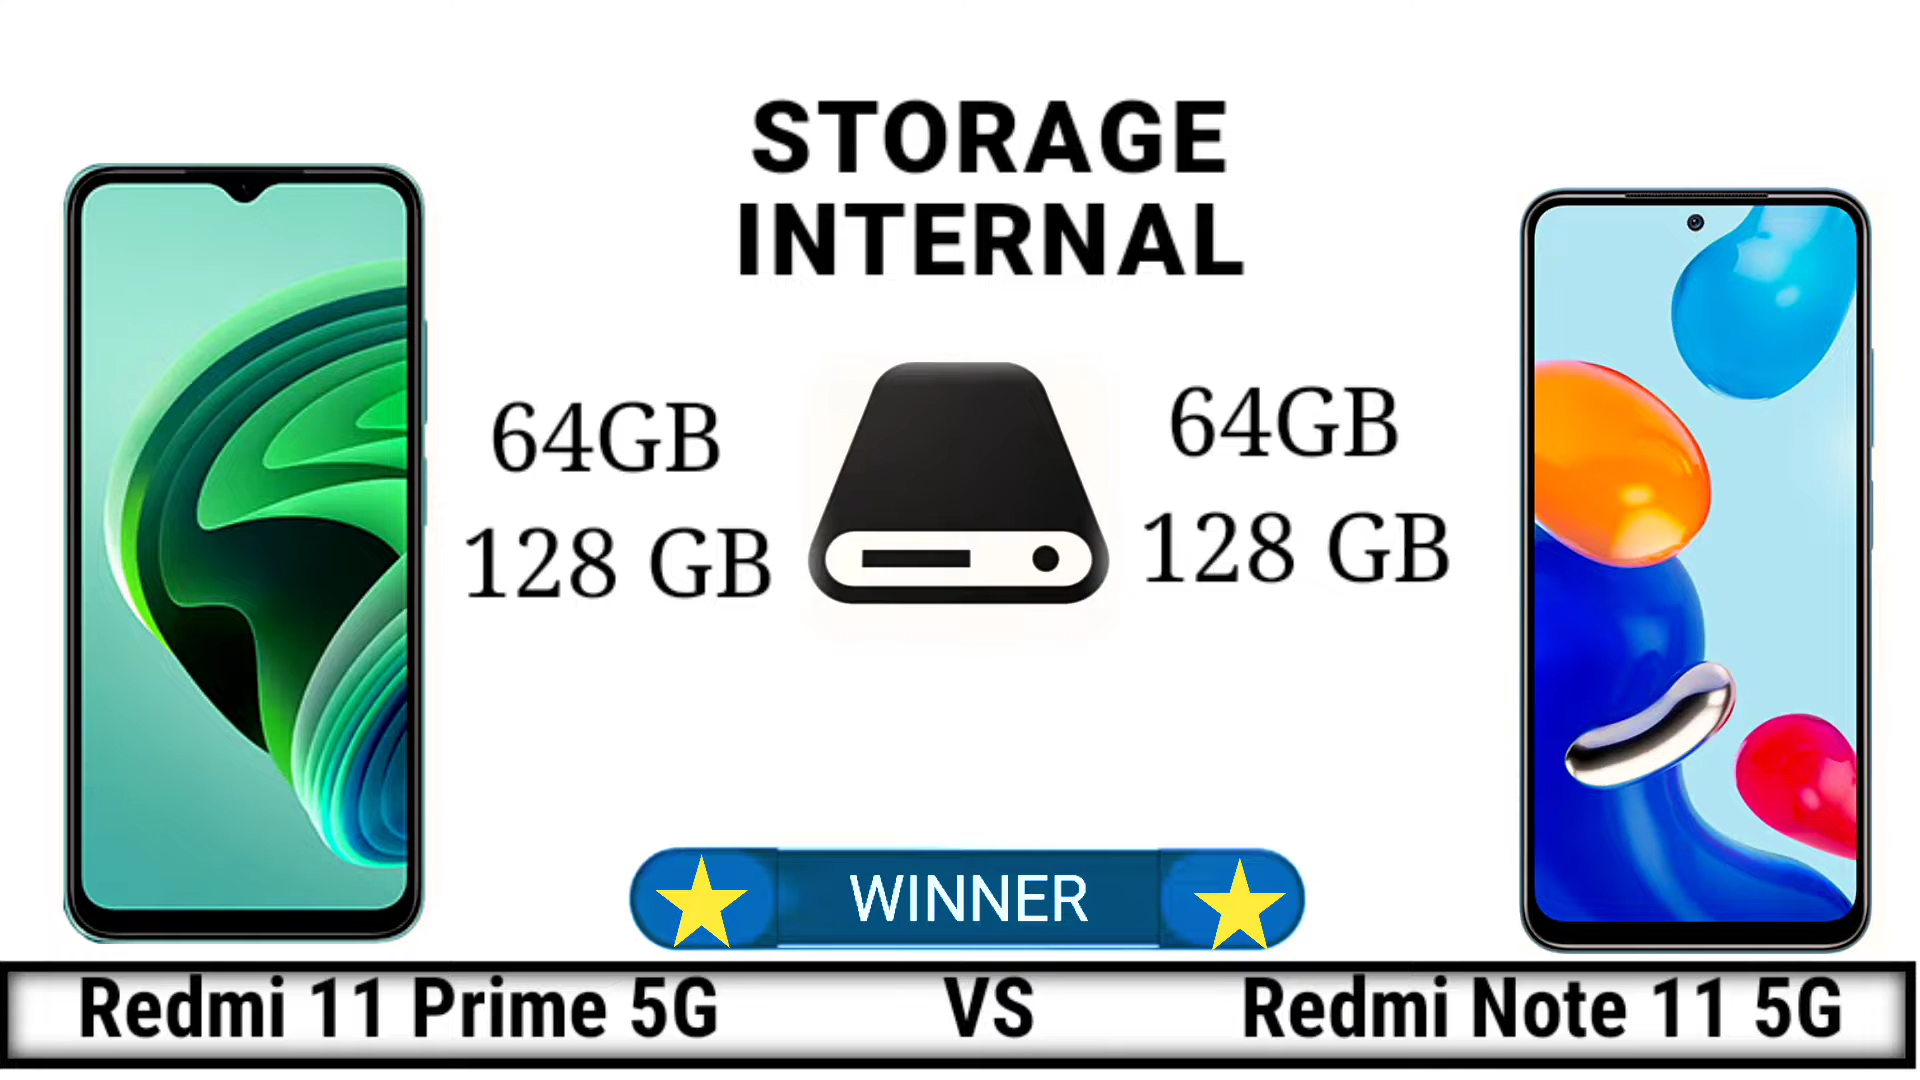 STORAGE
INTERNAL
64GB
128 GB
64GB
128 GB
WINNER
Redmi 11 Prime 5G VS Redmi Note 11 5G